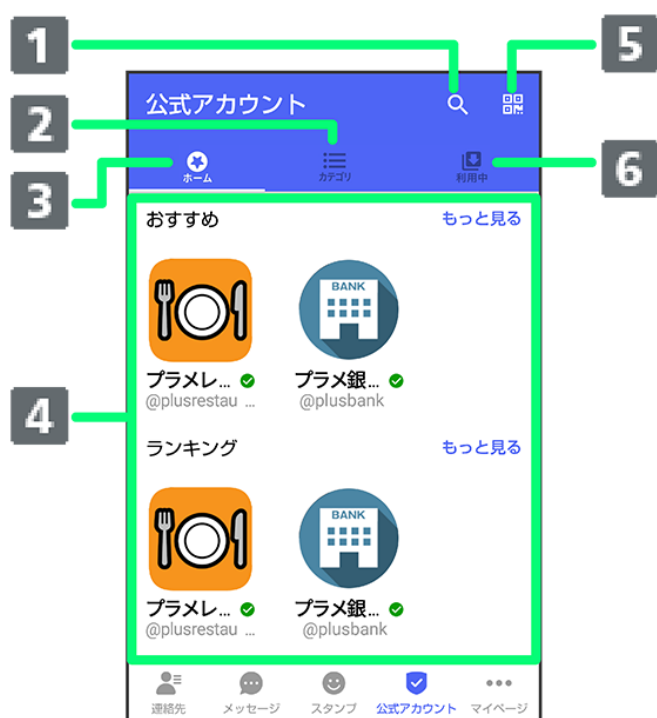 1
5
公式アカウント
2
ホーム
カテゴリ
利用中
3
6
おすすめ
もっと見る
BANK
プラメレ...
プラメ銀...
@plusrestau ...
@plusbank
4
ランキング
もっと見る
BANK
プラメレ...
プラメ銀...
@plusrestau ...
@plusbank
連絡先
メッセージ
スタンプ
公式アカウント
マイページ